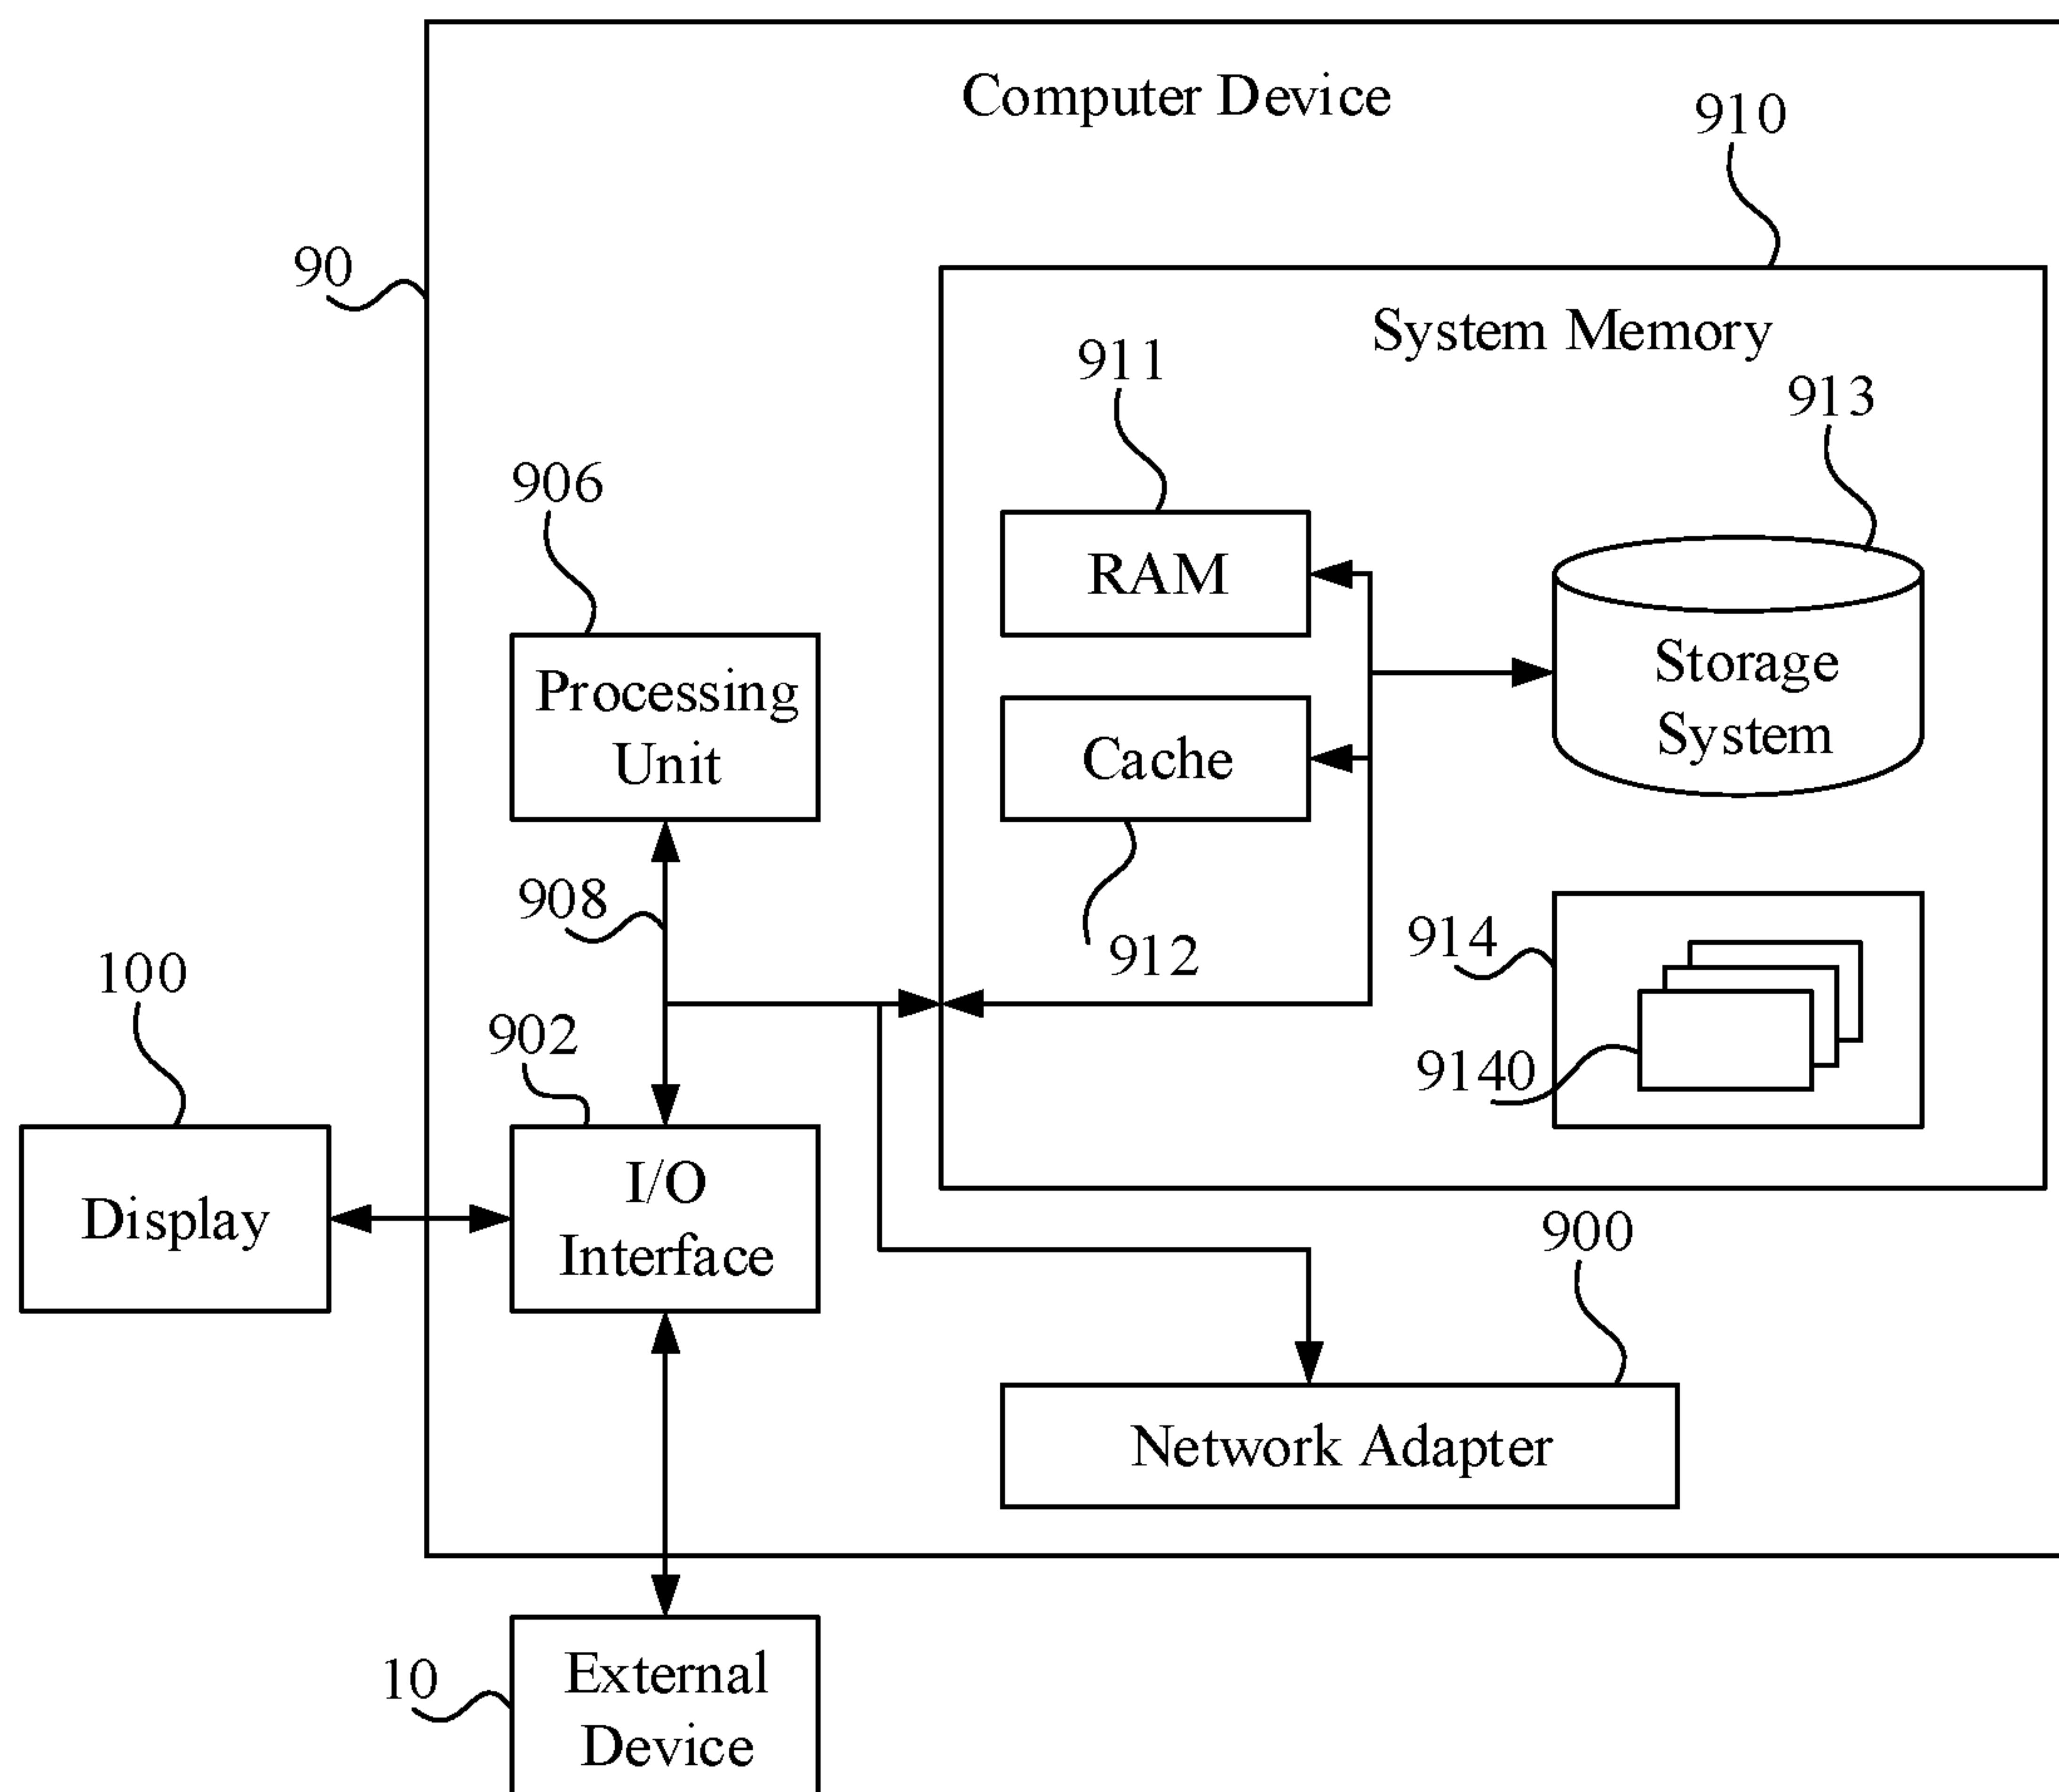 Computer Device
910
90
System Memory
911
913
906
RAM
Storage
System
Processing
Unit
Cache
908
912
914
100
902
9140
I/O
Interface
Display
900
Network Adapter
10
External
Device